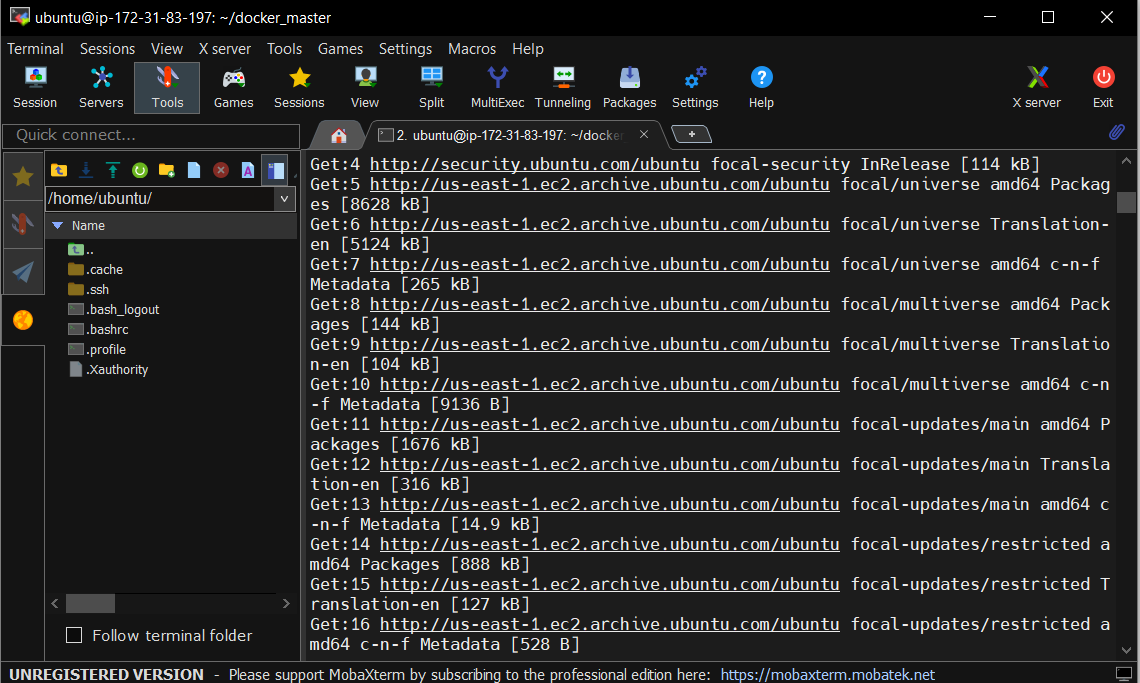 ubuntu@ip-172-31-83-197: ~/docker_master
Terminal Sessions View X server Tools Games Settings Macros Help
Session Servers Tools Games Sessions View Split MultiExec Tunneling Packages Settings Help X server Exit
Quick connect...
2. ubuntu@ip-172-31-83-197: ~/docker
/home/ubuntu/
Name
..
.cache
.ssh
.bash_logout
.bashrc
.profile
.Xauthority
Follow terminal folder
Get:4 http://security.ubuntu.com/ubuntu focal-security InRelease [114 kB]
Get:5 http://us-east-1.ec2.archive.ubuntu.com/ubuntu focal/universe amd64 Packag
es [8628 kB]
Get:6 http://us-east-1.ec2.archive.ubuntu.com/ubuntu focal/universe Translation-
en [5124 kB]
Get:7 http://us-east-1.ec2.archive.ubuntu.com/ubuntu focal/universe amd64 c-n-f
Metadata [265 kB]
Get:8 http://us-east-1.ec2.archive.ubuntu.com/ubuntu focal/multiverse amd64 Pack
ages [144 kB]
Get:9 http://us-east-1.ec2.archive.ubuntu.com/ubuntu focal/multiverse Translatio
n-en [104 kB]
Get:10 http://us-east-1.ec2.archive.ubuntu.com/ubuntu focal/multiverse amd64 c-n
-f Metadata [9136 B]
Get:11 http://us-east-1.ec2.archive.ubuntu.com/ubuntu focal-updates/main amd64 P
ackages [1676 kB]
Get:12 http://us-east-1.ec2.archive.ubuntu.com/ubuntu focal-updates/main Transla
tion-en [316 kB]
Get:13 http://us-east-1.ec2.archive.ubuntu.com/ubuntu focal-updates/main amd64 c
-n-f Metadata [14.9 kB]
Get:14 http://us-east-1.ec2.archive.ubuntu.com/ubuntu focal-updates/restricted a
md64 Packages [888 kB]
Get:15 http://us-east-1.ec2.archive.ubuntu.com/ubuntu focal-updates/restricted T
ranslation-en [127 kB]
Get:16 http://us-east-1.ec2.archive.ubuntu.com/ubuntu focal-updates/restricted a
md64 c-n-f Metadata [528 B]
UNREGISTERED VERSION - Please support MobaXterm by subscribing to the professional edition here: https://mobaxterm.mobatek.net